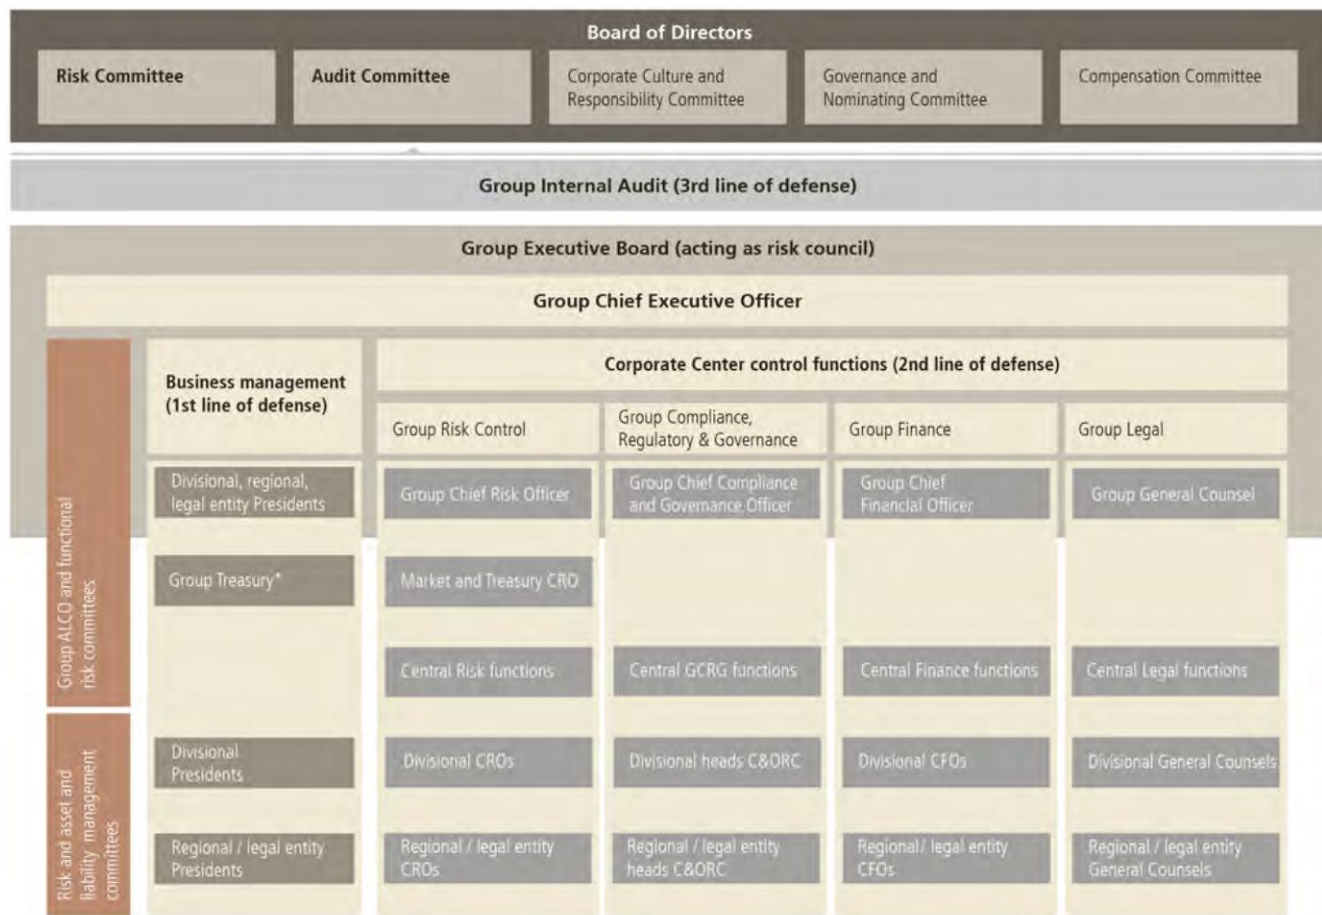 Board of Directors
Risk Committee
Audit Committee
Corporate Culture and
Responsibility Committee
Governance and
Nominating Committee
Compensation Committee
Group Internal Audit (3rd line of defense)
Group Executive Board (acting as risk council)
Group Chief Executive Officer
Group ALCO and functional
risk committees
Business management
(1st line of defense)
Corporate Center control functions (2nd line of defense)
Group Risk Control
Group Compliance,
Regulatory & Governance
Group Finance
Group Legal
Divisional, regional,
legal entity Presidents
Group Chief Risk Officer
Group Chief Compliance
and Governance Officer
Group Chief
Financial Officer
Group General Counsel
Group Treasury*
Market and Treasury CRO
Central Risk functions
Central GCRG functions
Central Finance functions
Central Legal functions
Risk and asset and
liability management
committees
Divisional
Presidents
Divisional CROs
Divisional heads C&ORC
Divisional CFOs
Divisional General Counsels
Regional / legal entity
Presidents
Regional / legal entity
CROs
Regional / legal entity
heads C&ORC
Regional/ legal entity
CFOs
Regional / legal entity
General Counsels